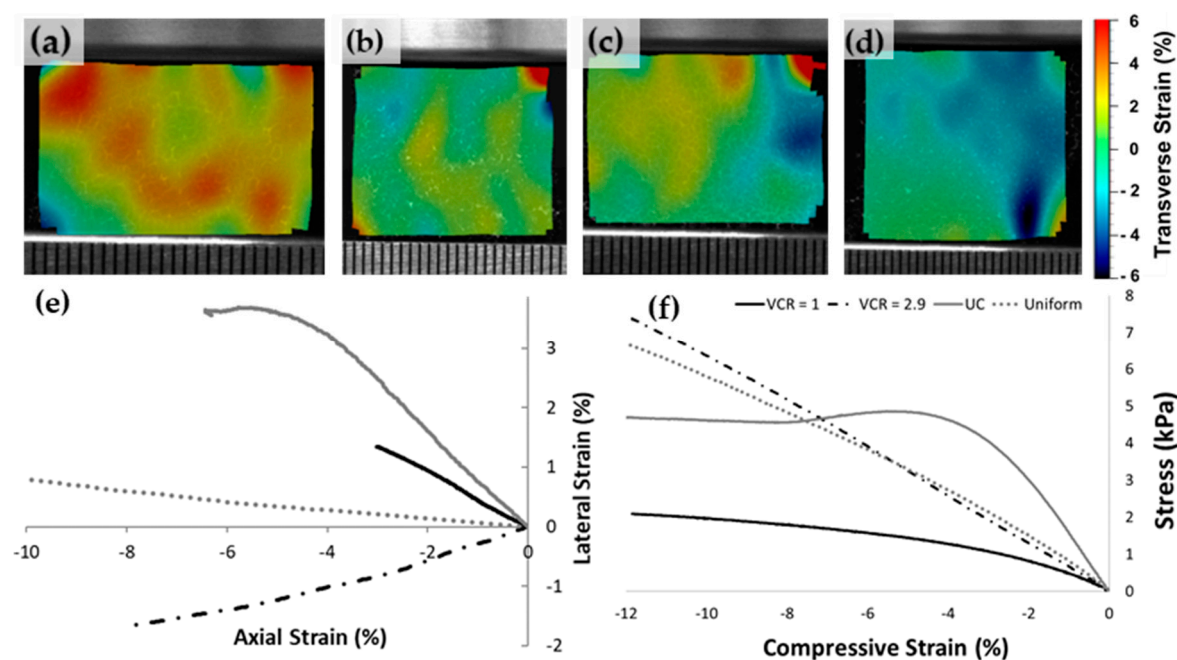 (a) (b) (c) (d)
6
4
2
0
- 2
- 4
- 6
Transverse Strain (%)
(e)
3
2
1
0
-1
-2
-10 -8 -6 -4 -2 0
Lateral Strain (%)
Axial Strain (%)
(f)
VCR = 1 VCR = 2.9 UC Uniform
8
7
6
5
4
3
2
1
0
-12 -10 -8 -6 -4 -2 0
Stress (kPa)
Compressive Strain (%)